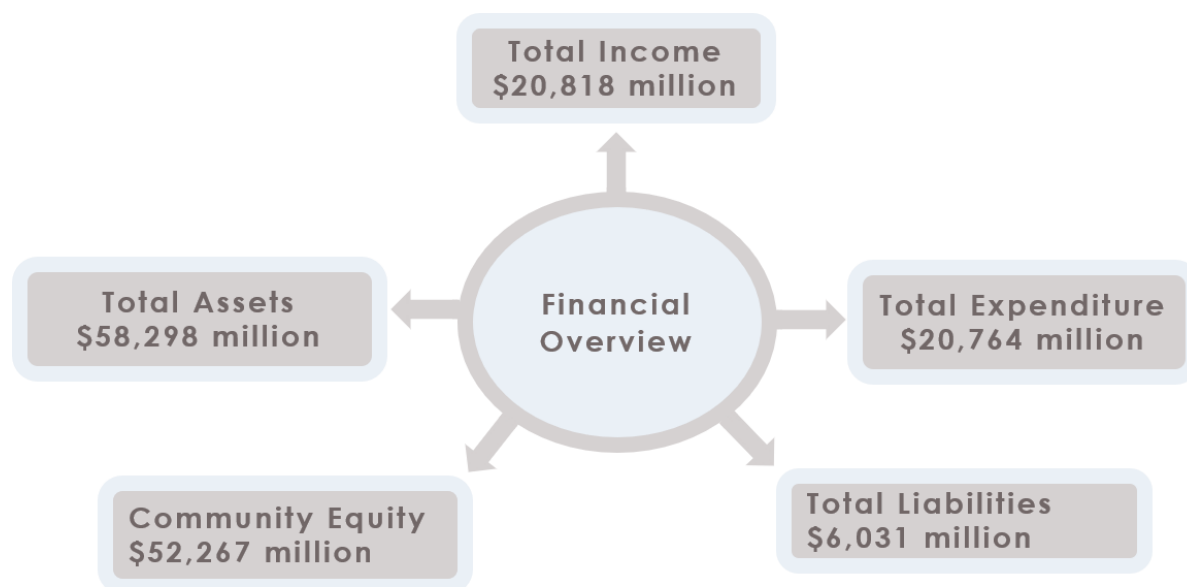 Total Income
$20,818 million
Total Assets
$58,298 million
Financial
Overview
Total Expenditure
$20,764 million
Community Equity
$52,267 million
Total Liabilities
$6,031 million